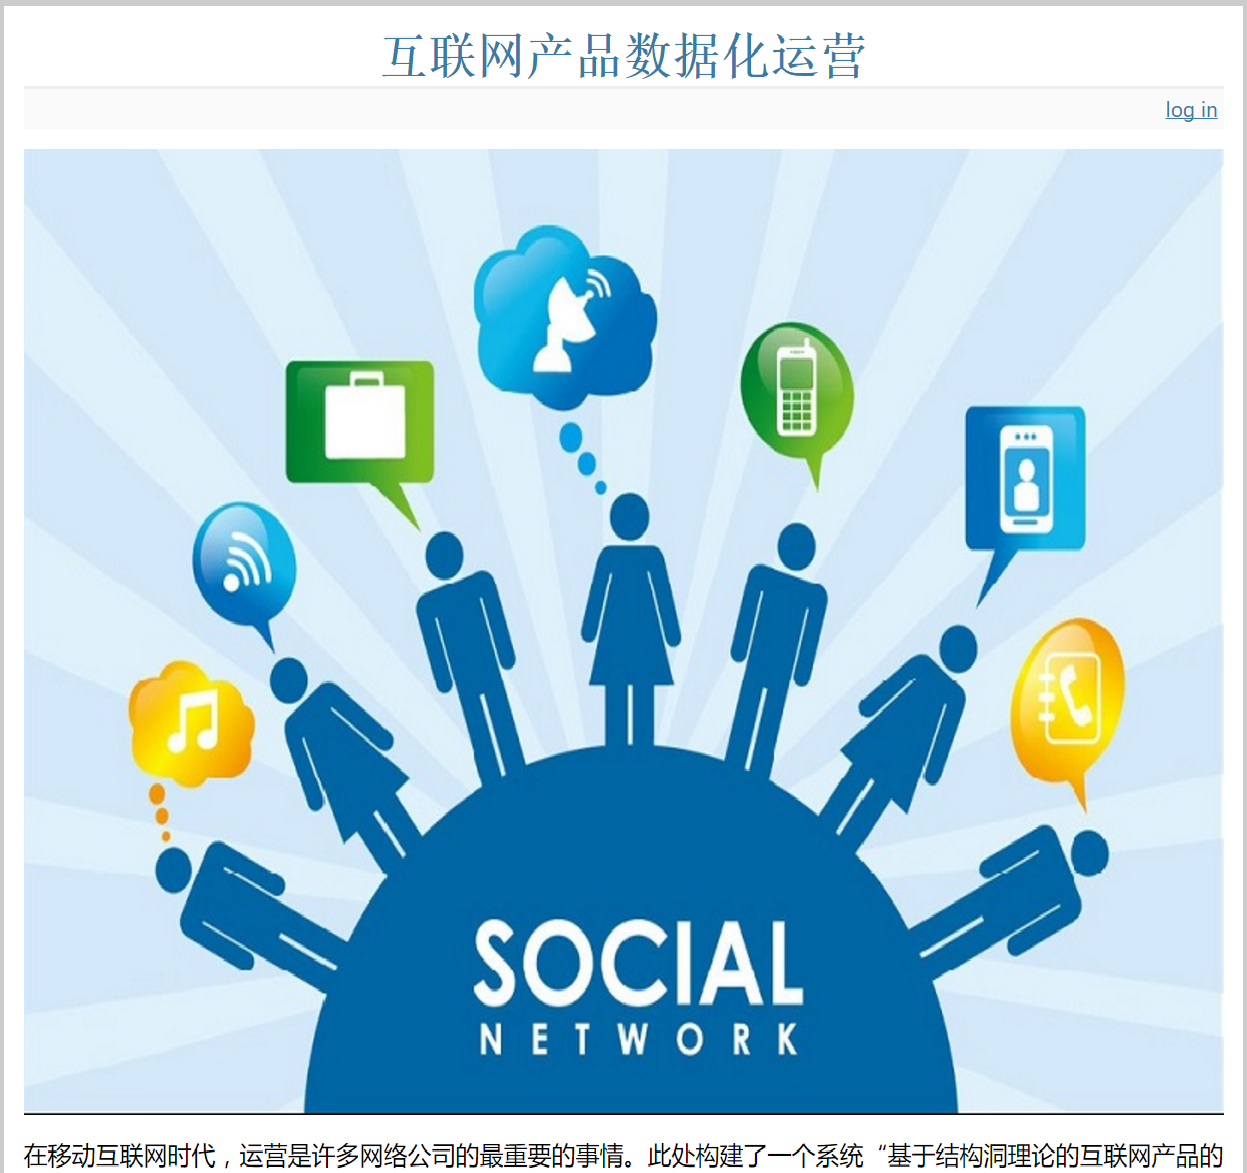 互联网产品数据化运营
log in
SOCIAL
NETWORK
在移动互联网时代，运营是许多网络公司的最重要的事情。此处构建了一个系统“基于结构洞理论的互联网产品的